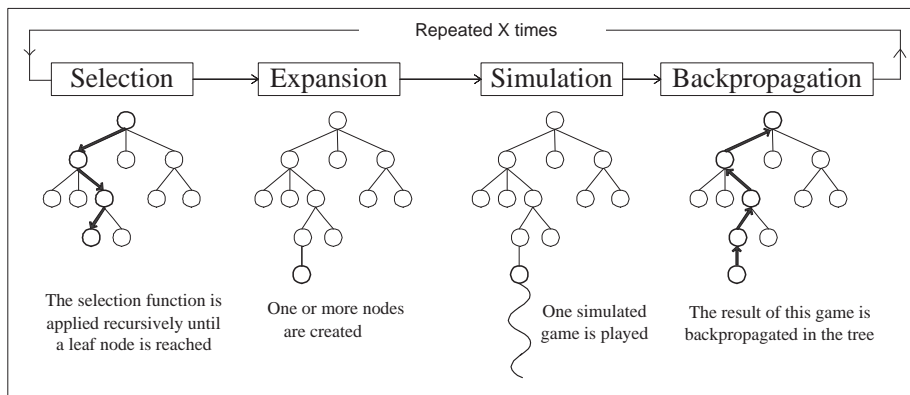 Repeated X times
Selection
Expansion
Simulation
Backpropagation
The selection function is
applied recursively until
a leaf node is reached
One or more nodes
are created
One simulated
game is played
The result of this game is
backpropagated in the tree